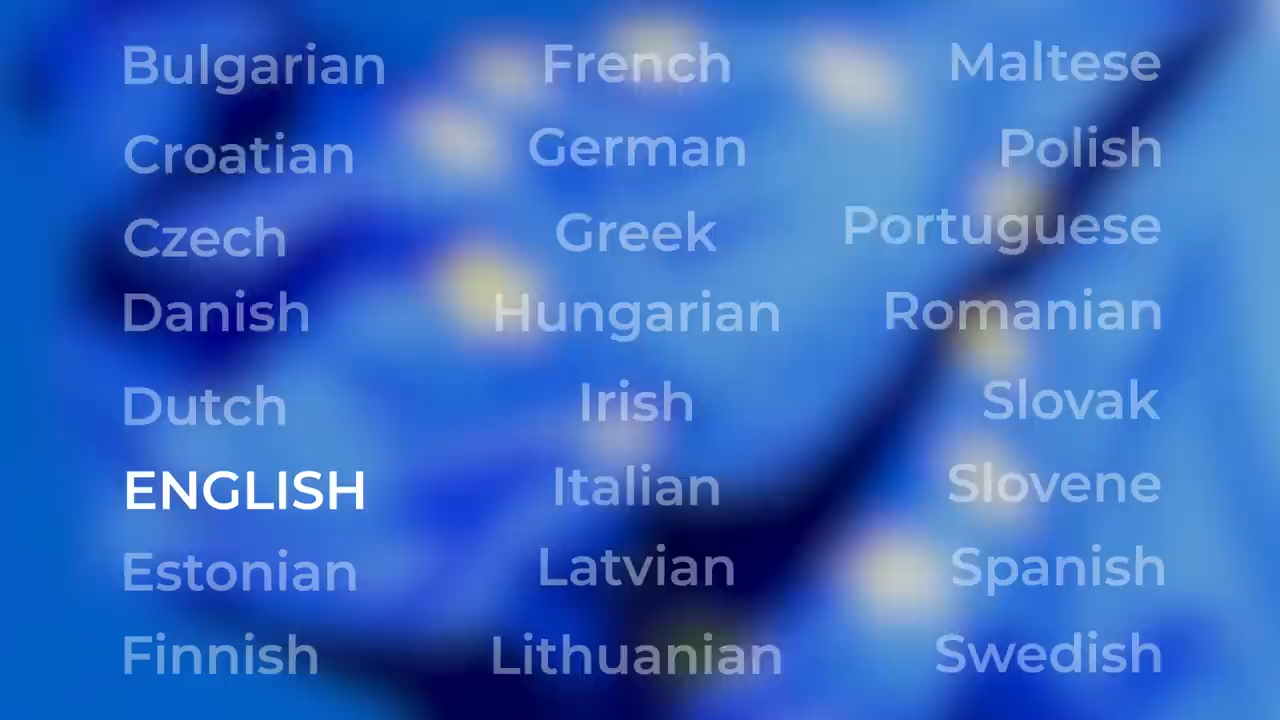 Bulgarian
Croatian
Czech
Danish
Dutch
ENGLISH
Estonian
Finnish
French
German
Greek
Hungarian
Irish
Italian
Latvian
Lithuanian
Maltese
Polish
Portuguese
Romanian
Slovak
Slovene
Spanish
Swedish